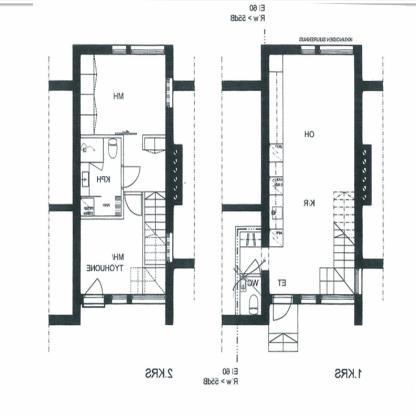 EI 60
R'w > 55dB
MH
OH
KPH
K-R
MH/
TYÖHUONE
WC
ET
EI 60
R'w > 55dB
2.KRS
1.KRS